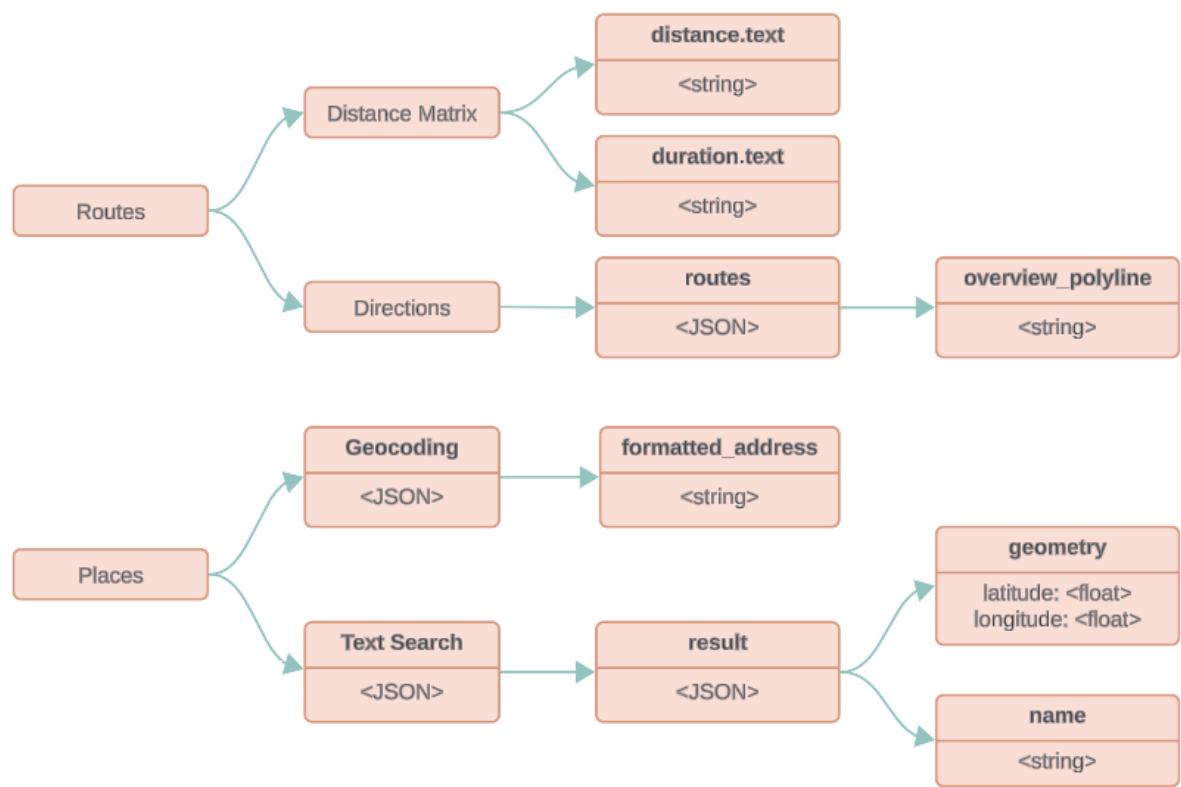 Routes
Distance Matrix
distance.text
<string>
duration.text
<string>
Directions
routes
<JSON>
overview_polyline
<string>
Places
Geocoding
<JSON>
formatted_address
<string>
Text Search
<JSON>
result
<JSON>
geometry
latitude: <float>
longitude: <float>
name
<string>